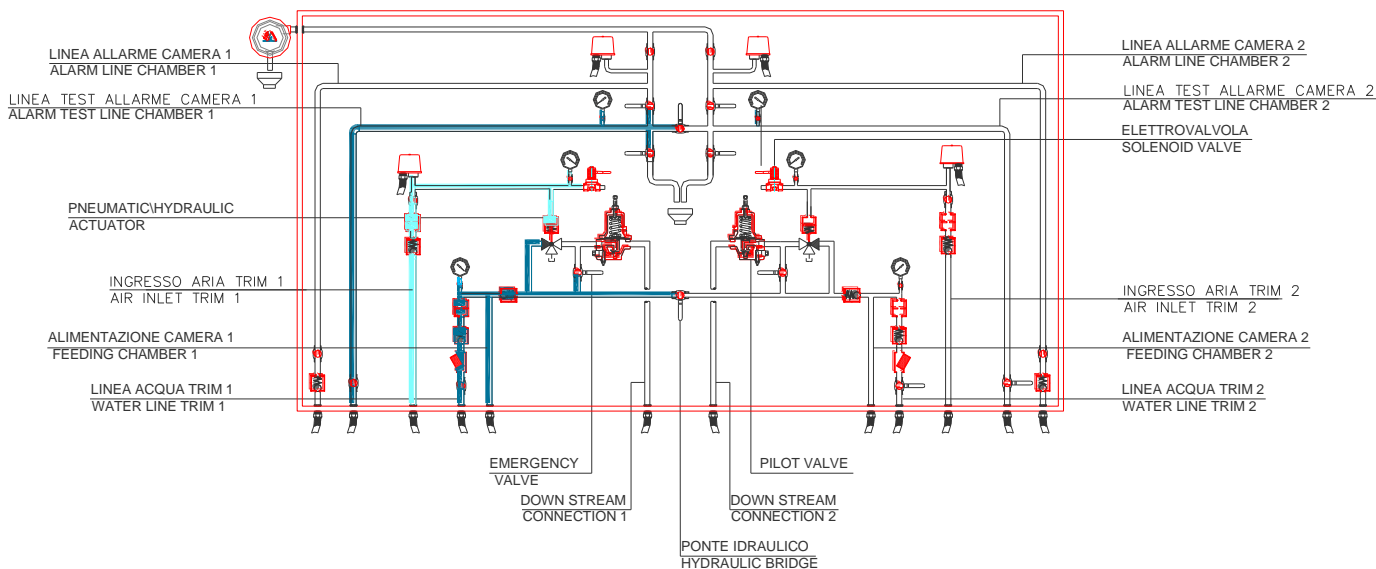 LINEA ALLARME CAMERA 1
ALARM LINE CHAMBER 1
LINEA TEST ALLARME CAMERA 1
ALARM TEST LINE CHAMBER 1
PNEUMATIC\HYDRAULIC
ACTUATOR
INGRESSO ARIA TRIM 1
AIR INLET TRIM 1
ALIMENTAZIONE CAMERA 1
FEEDING CHAMBER 1
LINEA ACQUA TRIM 1
WATER LINE TRIM 1
LINEA ALLARME CAMERA 2
ALARM LINE CHAMBER 2
LINEA TEST ALLARME CAMERA 2
ALARM TEST LINE CHAMBER 2
ELETTROVALVOLA
SOLENOID VALVE
INGRESSO ARIA TRIM 2
AIR INLET TRIM 2
ALIMENTAZIONE CAMERA 2
FEEDING CHAMBER 2
LINEA ACQUA TRIM 2
WATER LINE TRIM 2
EMERGENCY
VALVE
PILOT VALVE
DOWN STREAM
CONNECTION 1
DOWN STREAM
CONNECTION 2
PONTE IDRAULICO
HYDRAULIC BRIDGE